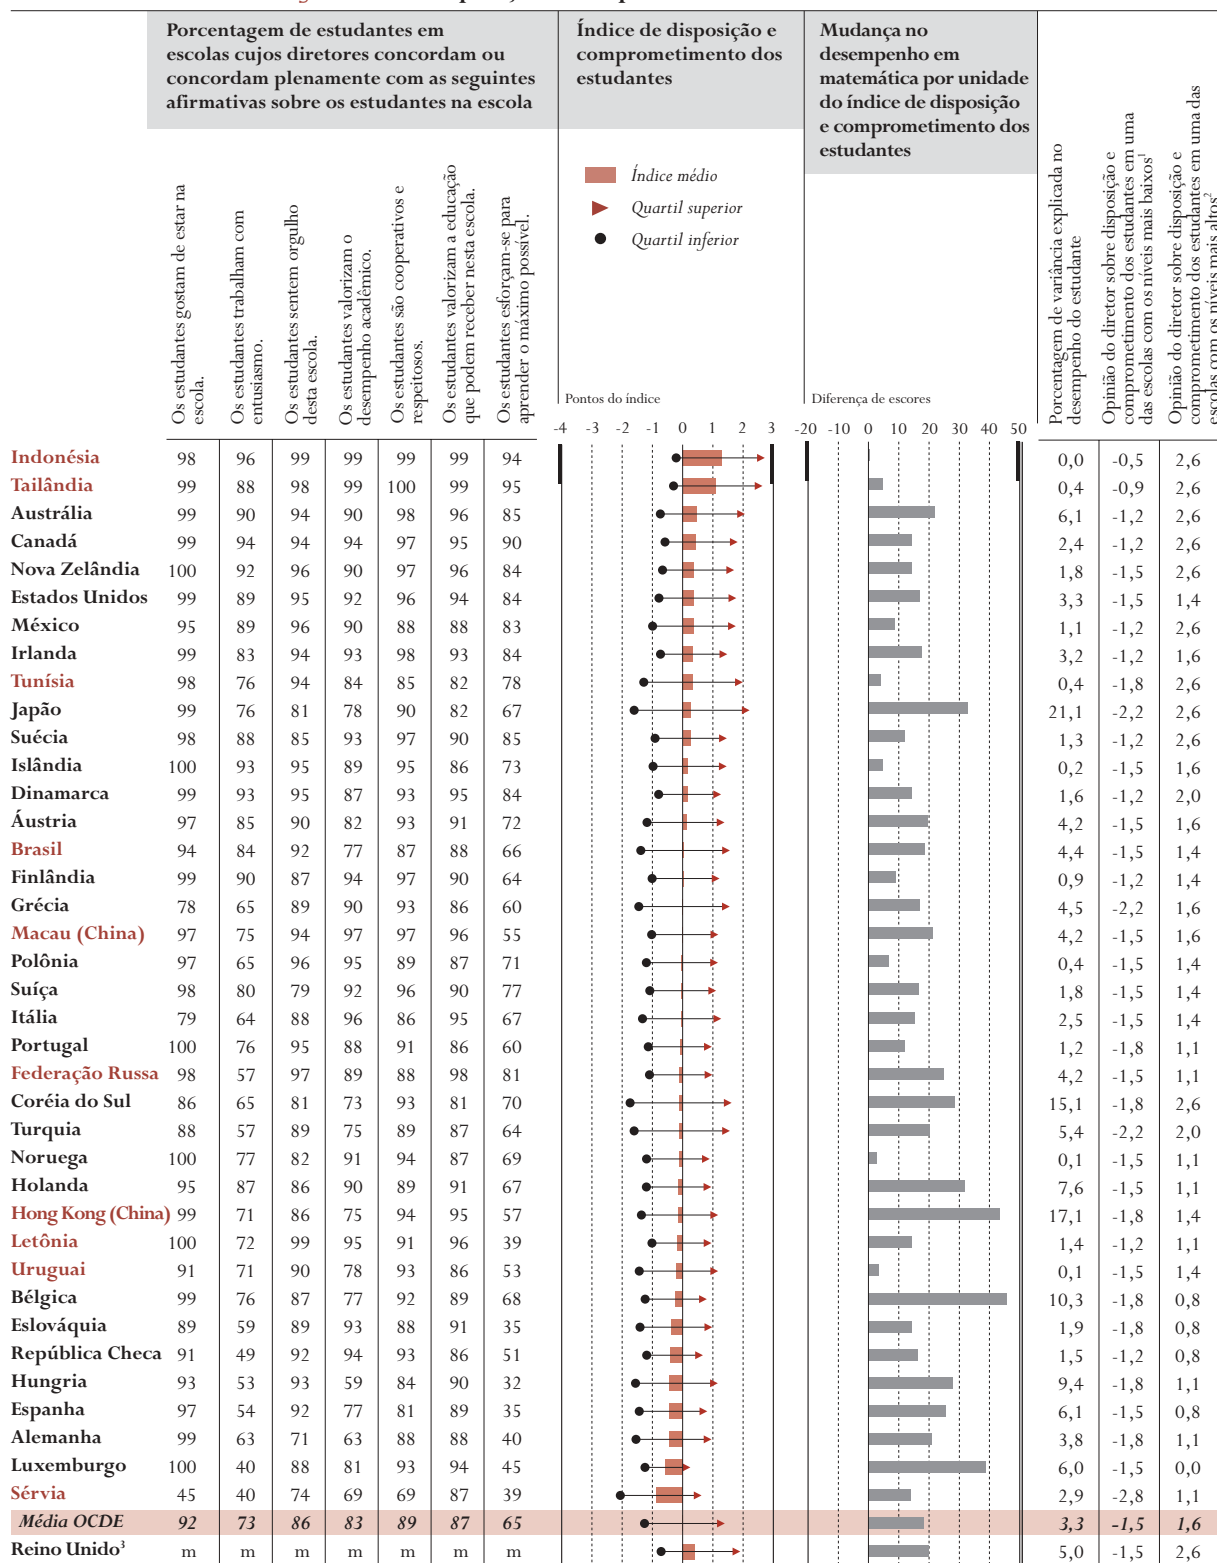 Porcentagem de estudantes em
escolas cujos diretores concordam ou
concordam plenamente com as seguintes
afirmativas sobre os estudantes na escola
Índice de disposição e
comprometimento dos
estudantes
Mudança no
desempenho em
matemática por unidade
do índice de disposição
e comprometimento dos
estudantes
Os estudantes gostam de estar na
escola.
Os estudantes trabalham com
entusiasmo.
Os estudantes sentem orgulho
desta escola.
Os estudantes valorizam o
desempenho acadêmico.
Os estudantes são cooperativos e
respeitosos.
Os estudantes valorizam a educação
que podem receber nesta escola.
Os estudantes esforçam-se para
aprender o máximo possível.
Índice médio
Quartil superior
Quartil inferior
Porcentagem de variância explicada no
desempenho do estudante
Opinião do diretor sobre disposição e
comprometimento dos estudantes em uma
das escolas com os níveis mais baixos¹
Opinião do diretor sobre disposição e
comprometimento dos estudantes em uma das
escolas com os níveis mais altos²
Pontos do índice
Diferença de escores
-4 -3 -2 -1 0 1 2 3
-20 -10 0 10 20 30 40 50
Indonésia 98 96 99 99 99 99 94 0,0 -0,5 2,6
Tailândia 99 88 98 99 100 99 95 0,4 -0,9 2,6
Austrália 99 90 94 90 98 96 85 6,1 -1,2 2,6
Canadá 99 94 94 94 97 95 90 2,4 -1,2 2,6
Nova Zelândia 100 92 96 90 97 96 84 1,8 -1,5 2,6
Estados Unidos 99 89 95 92 96 94 84 3,3 -1,5 1,4
México 95 89 96 90 88 88 83 1,1 -1,2 2,6
Irlanda 99 83 94 93 98 93 84 3,2 -1,2 1,6
Tunísia 98 76 94 84 85 82 78 0,4 -1,8 2,6
Japão 99 76 81 78 90 82 67 21,1 -2,2 2,6
Suécia 98 88 85 93 97 90 85 1,3 -1,2 2,6
Islândia 100 93 95 89 95 86 73 0,2 -1,5 1,6
Dinamarca 99 93 95 87 93 95 84 1,6 -1,2 2,0
Áustria 97 85 90 82 93 91 72 4,2 -1,5 1,6
Brasil 94 84 92 77 87 88 66 4,4 -1,5 1,4
Finlândia 99 90 87 94 97 90 64 0,9 -1,2 1,4
Grécia 78 65 89 90 93 86 60 4,5 -2,2 1,6
Macau (China) 97 75 94 97 97 96 55 4,2 -1,5 1,6
Polônia 97 65 96 95 89 87 71 0,4 -1,5 1,4
Suíça 98 80 79 92 96 90 77 1,8 -1,5 1,4
Itália 79 64 88 96 86 95 67 2,5 -1,5 1,4
Portugal 100 76 95 88 91 86 60 1,2 -1,8 1,1
Federação Russa 98 57 97 89 88 98 81 4,2 -1,5 1,1
Coréia do Sul 86 65 81 73 93 81 70 15,1 -1,8 2,6
Turquia 88 57 89 75 89 87 64 5,4 -2,2 2,0
Noruega 100 77 82 91 94 87 69 0,1 -1,5 1,1
Holanda 95 87 86 90 89 91 67 7,6 -1,5 1,1
Hong Kong (China) 99 71 86 75 94 95 57 17,1 -1,8 1,4
Letônia 100 72 99 95 91 96 39 1,4 -1,2 1,1
Uruguai 91 71 90 78 93 86 53 0,1 -1,5 1,4
Bélgica 99 76 87 77 92 89 68 10,3 -1,8 0,8
Eslováquia 89 59 89 93 88 91 35 1,9 -1,8 0,8
República Checa 91 49 92 94 93 86 51 1,5 -1,2 0,8
Hungria 93 53 93 59 84 90 32 9,4 -1,8 1,1
Espanha 97 54 92 77 81 89 35 6,1 -1,5 0,8
Alemanha 99 63 71 63 88 88 40 3,8 -1,8 1,1
Luxemburgo 100 40 88 81 93 94 45 6,0 -1,5 0,0
Sérvia 45 40 74 69 69 87 39 2,9 -2,8 1,1
Média OCDE 92 73 86 83 89 87 65 3,3 -1,5 1,6
Reino Unido³ m m m m m m m 5,0 -1,5 2,6